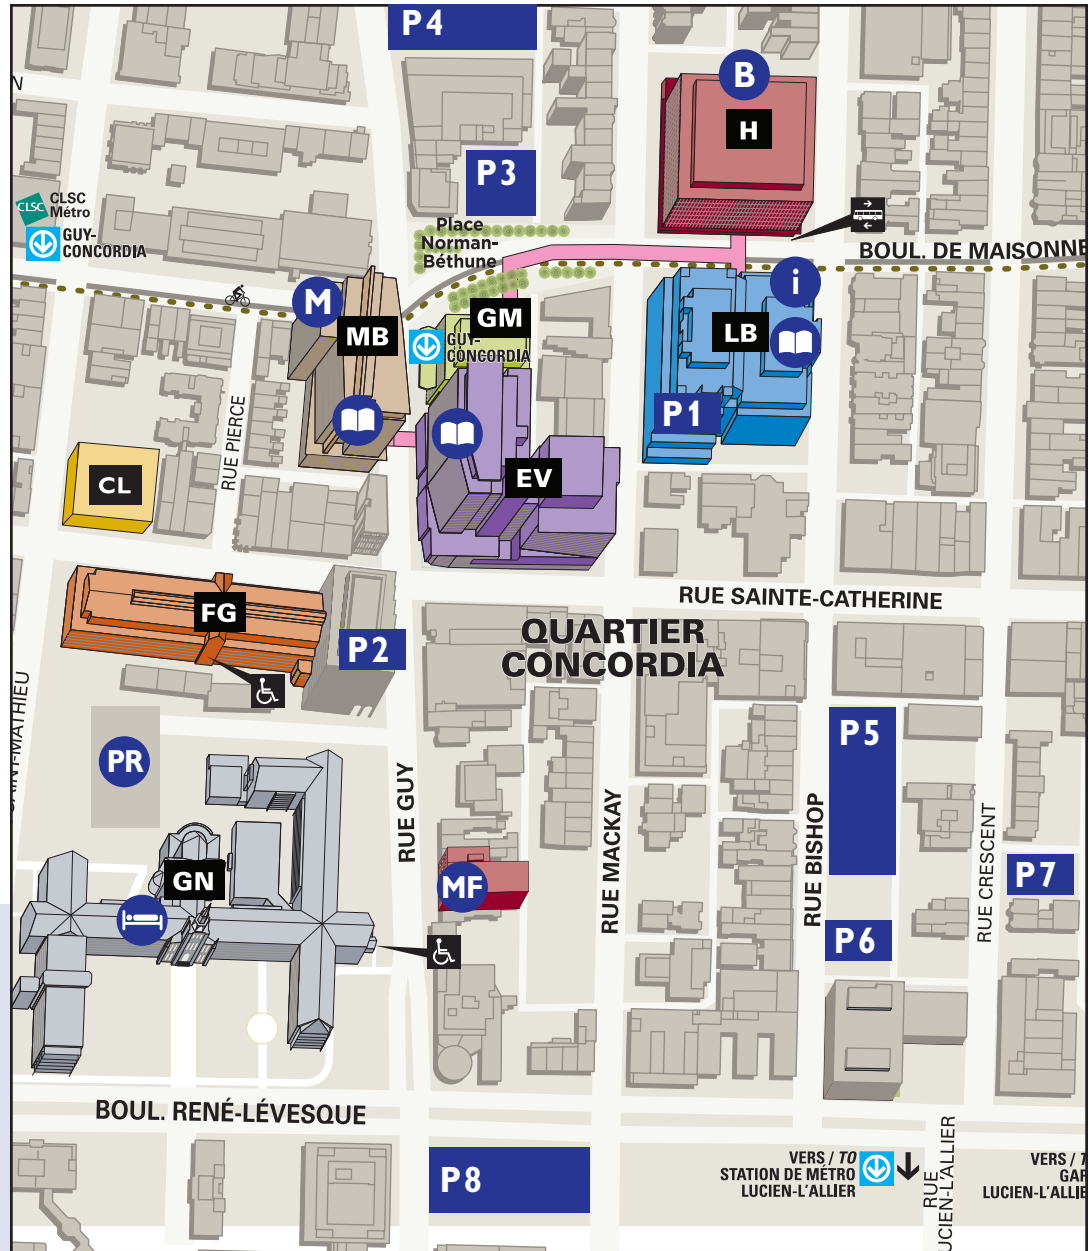 P4
B
H
N
P3
CLSC
CLSC
Métro
GUY-
CONCORDIA
Place
Norman-
Béthune
BOUL. DE MAISONNE
M
i
GM
MB
LB
GUY-
CONCORDIA
P1
RUE PIERCE
CL
EV
RUE SAINTE-CATHERINE
FG
QUARTIER
CONCORDIA
P2
SAINT-MATHIEU
P5
PR
RUE GUY
RUE MACKAY
RUE BISHOP
RUE CRESCENT
GN
MF
P7
P6
BOUL. RENÉ-LÉVESQUE
P8
VERS / TO
STATION DE MÉTRO
LUCIEN-L'ALLIER
RUE
LUCIEN-L'ALLIER
VERS / T
GAR
LUCIEN-L'ALLIE